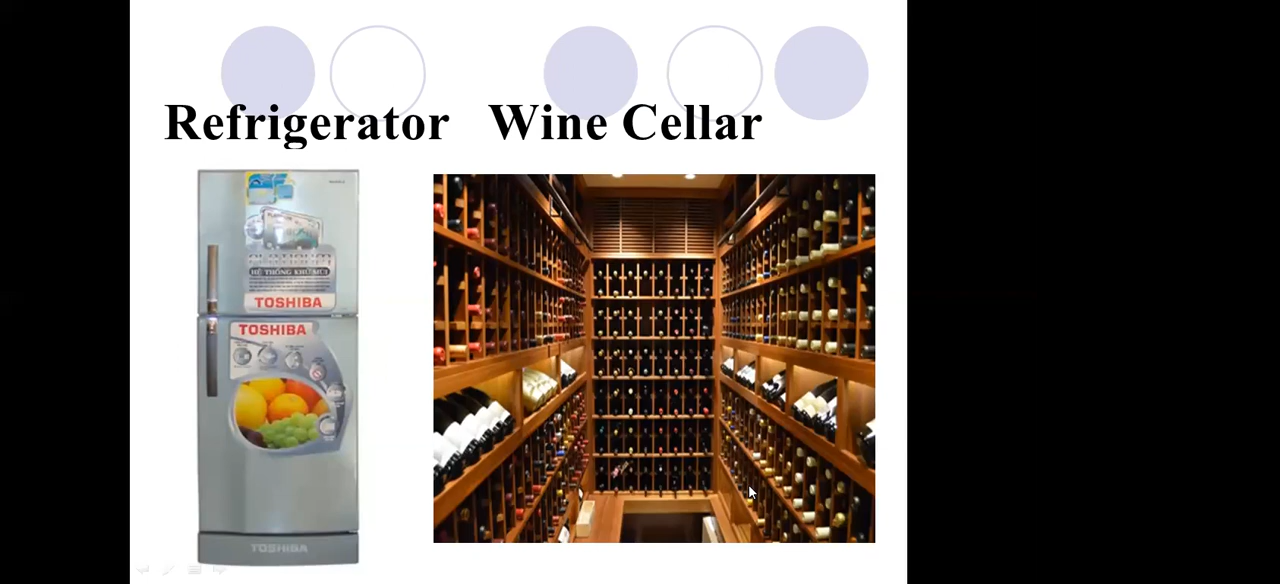 Refrigerator Wine Cellar
HỆ THỐNG KHỬ MÙI
TOSHIBA
TOSHIBA
TOSHIBA